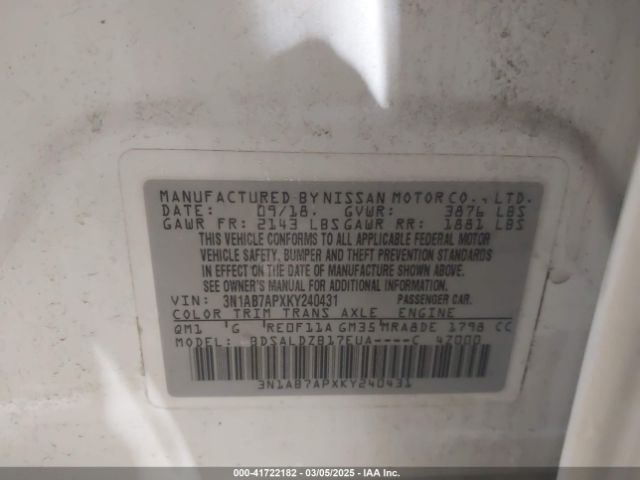 MANUFACTURED BY NISSAN MOTOR CO., LTD.
DATE: 09/18. GVWR: 3876 LBS
GAWR FR: 2143 LBS GAWR RR: 1881 LBS
THIS VEHICLE CONFORMS TO ALL APPLICABLE FEDERAL MOTOR
VEHICLE SAFETY, BUMPER AND THEFT PREVENTION STANDARDS
IN EFFECT ON THE DATE OF MANUFACTURE SHOWN ABOVE.
SEE OWNER'S MANUAL FOR ADDITIONAL INFORMATION.
VIN: 3N1AB7APXKY240431 PASSENGER CAR.
COLOR TRIM TRANS AXLE ENGINE
QM1 G RE0F11A GM35 MRA8DE 1798 CC
MODEL: BDSALDZB17EUA----C 4Z000
3N1AB7APXKY240431
000-41722182 - 03/05/2025 - IAA Inc.